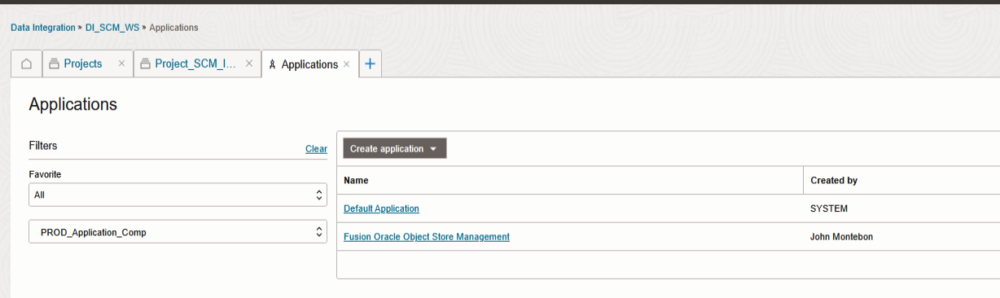 Data Integration » DI_SCM_WS » Applications
Projects × Project_SCM_I... × Applications × +
Applications
Filters
Clear
Favorite
All
PROD_Application_Comp
Create application
Name Created by
Default Application SYSTEM
Fusion Oracle Object Store Management John Montebon